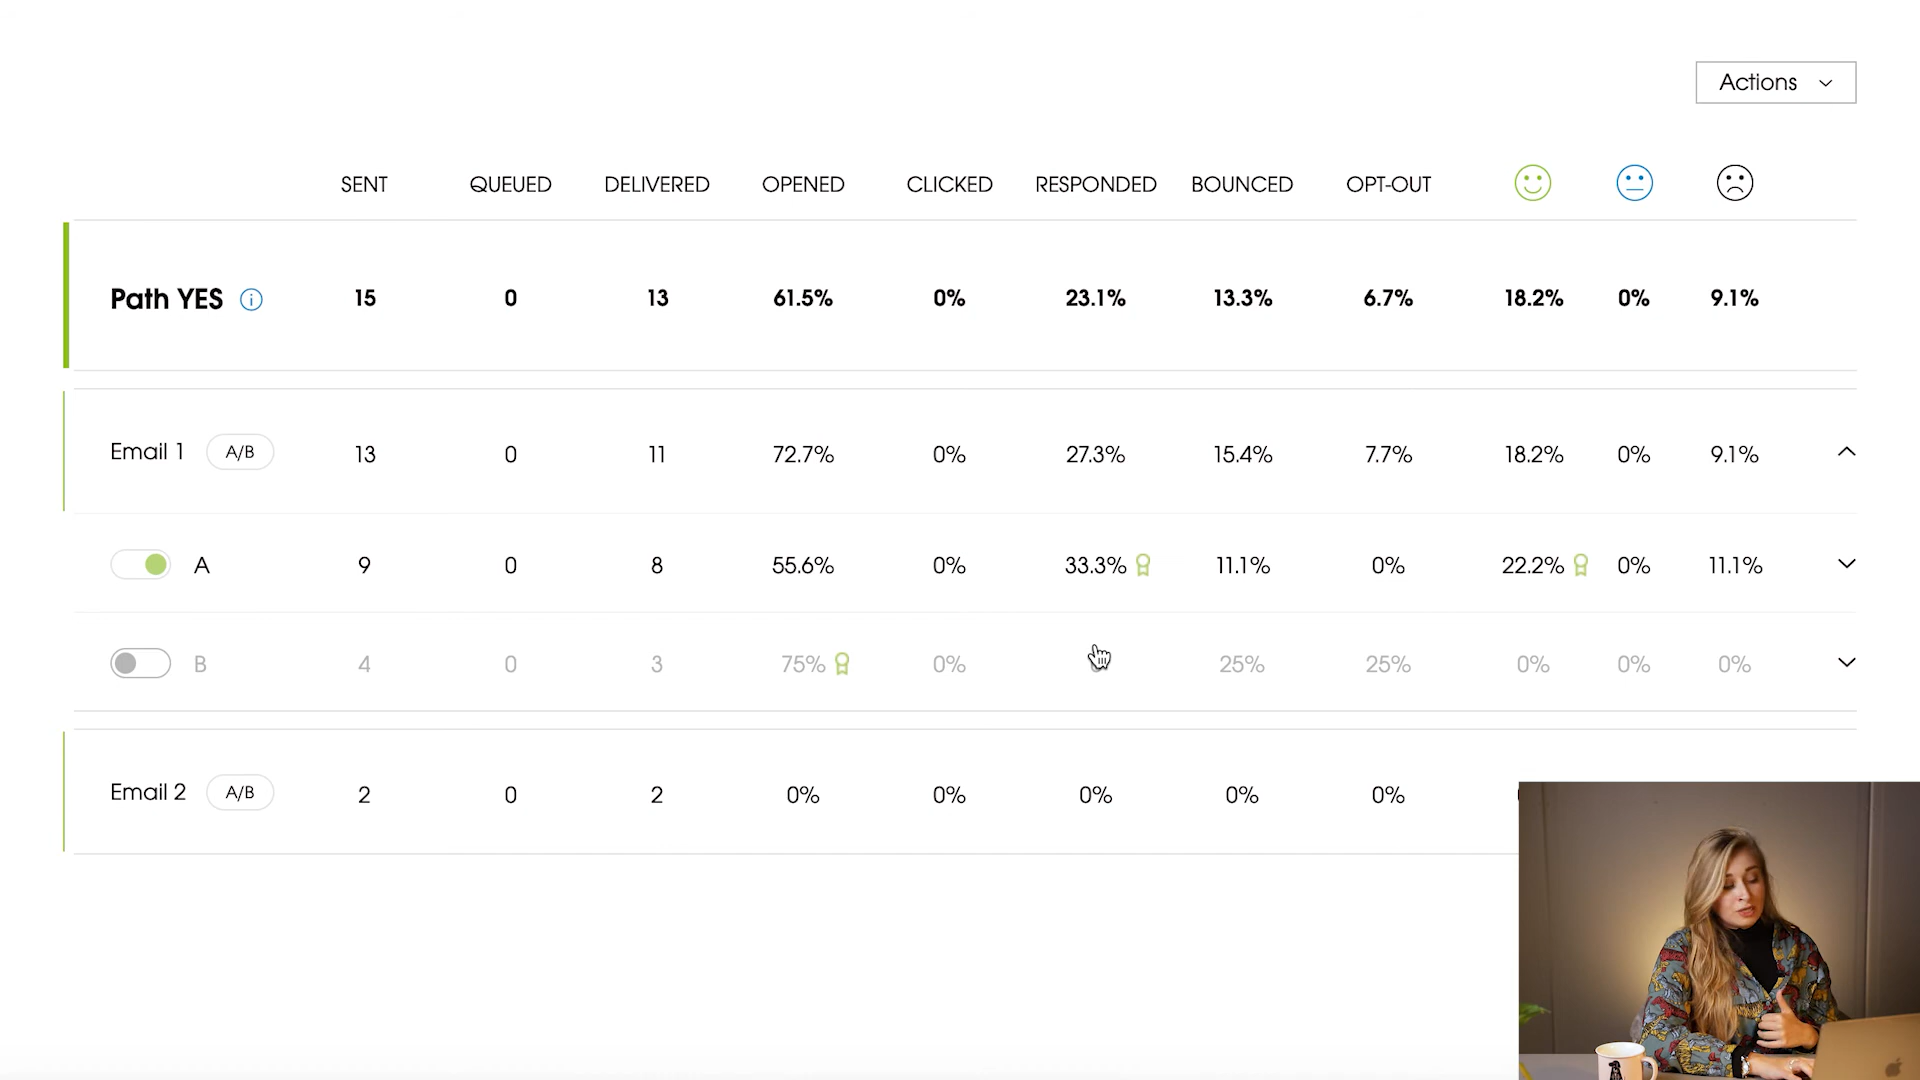 Actions
SENT QUEUED DELIVERED OPENED CLICKED RESPONDED BOUNCED OPT-OUT
Path YES 15 0 13 61.5% 0% 23.1% 13.3% 6.7% 18.2% 0% 9.1%
Email 1 A/B 13 0 11 72.7% 0% 27.3% 15.4% 7.7% 18.2% 0% 9.1%
A 9 0 8 55.6% 0% 33.3% 11.1% 0% 22.2% 0% 11.1%
B 4 0 3 75% 0% 25% 25% 0% 0% 0%
Email 2 A/B 2 0 2 0% 0% 0% 0% 0%